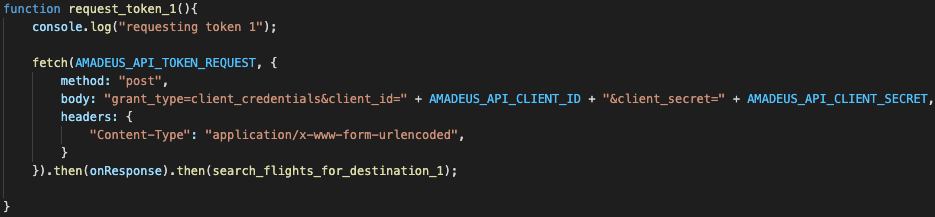 function request_token_1(){
console.log("requesting token 1");
fetch(AMADEUS_API_TOKEN_REQUEST, {
method: "post",
body: "grant_type=client_credentials&client_id=" + AMADEUS_API_CLIENT_ID + "&client_secret=" + AMADEUS_API_CLIENT_SECRET,
headers: {
"Content-Type": "application/x-www-form-urlencoded",
}
}).then(onResponse).then(search_flights_for_destination_1);
}